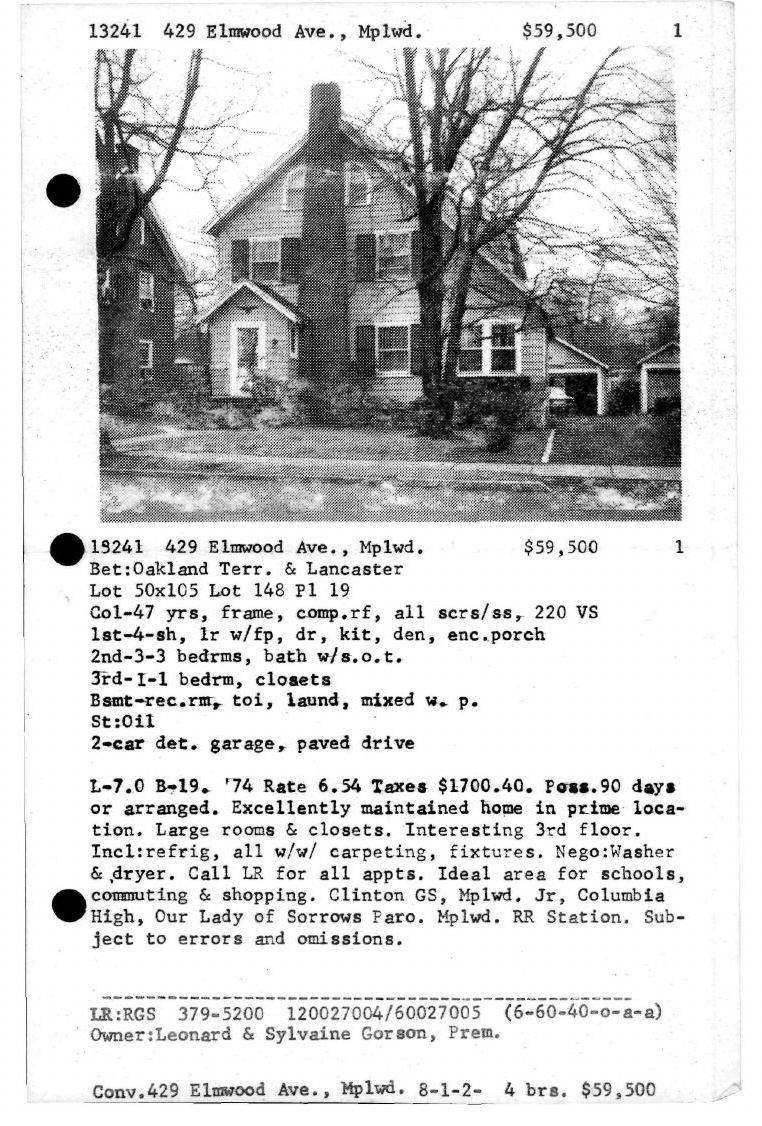 13241 429 Elmwood Ave., Mplwd. $59,500 1
13241 429 Elmwood Ave., Mplwd. $59,500 1
Bet:Oakland Terr. & Lancaster
Lot 50x105 Lot 148 Pl 19
Col-47 yrs, frame, comp.rf, all scrs/ss, 220 VS
1st-4-sh, lr w/fp, dr, kit, den, enc.porch
2nd-3-3 bedrms, bath w/s.o.t.
3rd-I-1 bedrm, closets
Bsmt-rec.rm, toi, laund, mixed w. p.
St:Oil
2-car det. garage, paved drive
L-7.0 B-19. '74 Rate 6.54 Taxes $1700.40. Poss.90 days
or arranged. Excellently maintained home in prime loca-
tion. Large rooms & closets. Interesting 3rd floor.
Incl:refrig, all w/w/ carpeting, fixtures. Nego:Washer
& dryer. Call LR for all appts. Ideal area for schools,
commuting & shopping. Clinton GS, Mplwd. Jr, Columbia
High, Our Lady of Sorrows Paro. Mplwd. RR Station. Sub-
ject to errors and omissions.
LR:RGS 379-5200 120027004/60027005 (6-60-40-o-a-a)
Owner:Leonard & Sylvaine Gorson, Prem.
Conv.429 Elmwood Ave., Mplwd. 8-1-2- 4 brs. $59,500